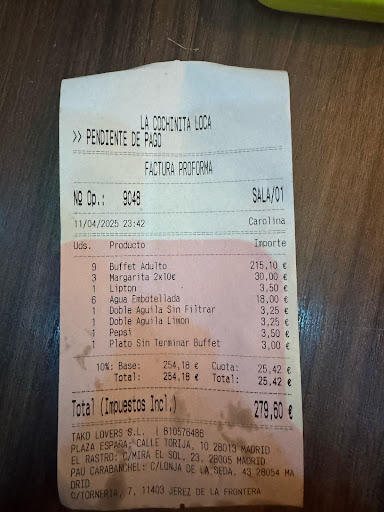 LA COCHINITA LOCA
>> PENDIENTE DE PAGO
FACTURA PROFORMA
Nº Op.: 9048 SALA/01
11/04/2025 23:42 Carolina
Uds. Producto Importe
9 Buffet Adulto 215,10 €
3 Margarita 2x10€ 30,00 €
1 Lipton 3,50 €
6 Agua Embotellada 18,00 €
1 Doble Aguila Sin Filtrar 3,25 €
1 Doble Aguila Limon 3,25 €
1 Pepsi 3,50 €
1 Plato Sin Terminar Buffet 3,00 €
10%: Base: 254,18 € Cuota: 25,42 €
Total: 254,18 € Total: 25,42 €
Total (Impuestos Incl.) 279,60 €
TAKO LOVERS S.L. | B10576486
PLAZA ESPAÑA: CALLE TORIJA, 10 28013 MADRID
EL RASTRO: C/MIRA EL SOL, 23. 28005 MADRID
PAU CARABANCHEL: C/LONJA DE LA SEDA. 43 28054 MA
DRID
C/TORNERIA, 7, 11403 JEREZ DE LA FRONTERA